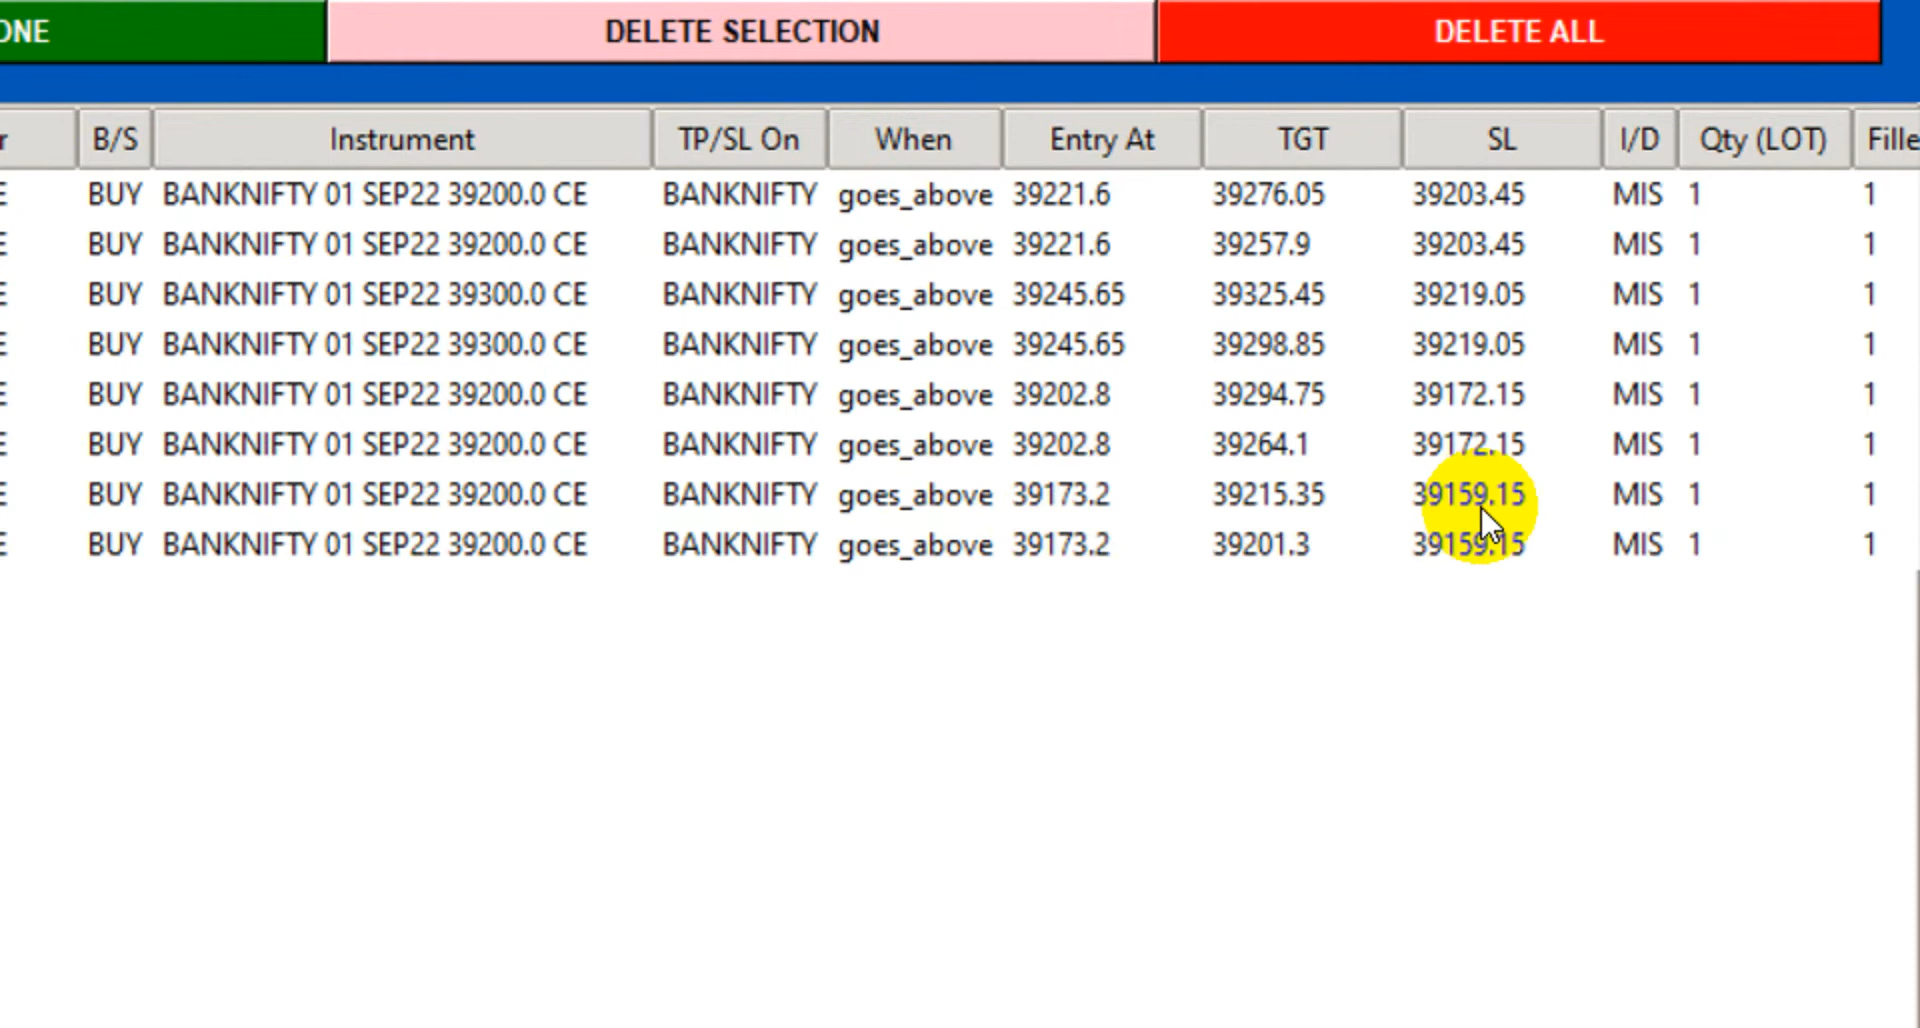 ONE DELETE SELECTION DELETE ALL
r B/S Instrument TP/SL On When Entry At TGT SL I/D Qty (LOT) Fille
E BUY BANKNIFTY 01 SEP22 39200.0 CE BANKNIFTY goes_above 39221.6 39276.05 39203.45 MIS 1 1
E BUY BANKNIFTY 01 SEP22 39200.0 CE BANKNIFTY goes_above 39221.6 39257.9 39203.45 MIS 1 1
E BUY BANKNIFTY 01 SEP22 39300.0 CE BANKNIFTY goes_above 39245.65 39325.45 39219.05 MIS 1 1
E BUY BANKNIFTY 01 SEP22 39300.0 CE BANKNIFTY goes_above 39245.65 39298.85 39219.05 MIS 1 1
E BUY BANKNIFTY 01 SEP22 39200.0 CE BANKNIFTY goes_above 39202.8 39294.75 39172.15 MIS 1 1
E BUY BANKNIFTY 01 SEP22 39200.0 CE BANKNIFTY goes_above 39202.8 39264.1 39172.15 MIS 1 1
E BUY BANKNIFTY 01 SEP22 39200.0 CE BANKNIFTY goes_above 39173.2 39215.35 39159.15 MIS 1 1
E BUY BANKNIFTY 01 SEP22 39200.0 CE BANKNIFTY goes_above 39173.2 39201.3 39159.15 MIS 1 1